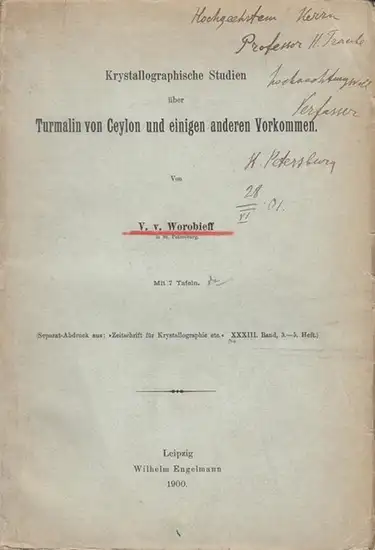 Hochgeehrtem Herrn
Professor H. Traube
hochachtungsvoll
Verfasser
St. Petersburg
28
VI 01.
Krystallographische Studien
über
Turmalin von Ceylon und einigen anderen Vorkommen.
Von
V. v. Worobieff
in St. Petersburg.
Mit 7 Tafeln.
(Separat-Abdruck aus: »Zeitschrift für Krystallographie etc.« XXXIII. Band, 3.—5. Heft.)
Leipzig
Wilhelm Engelmann
1900.